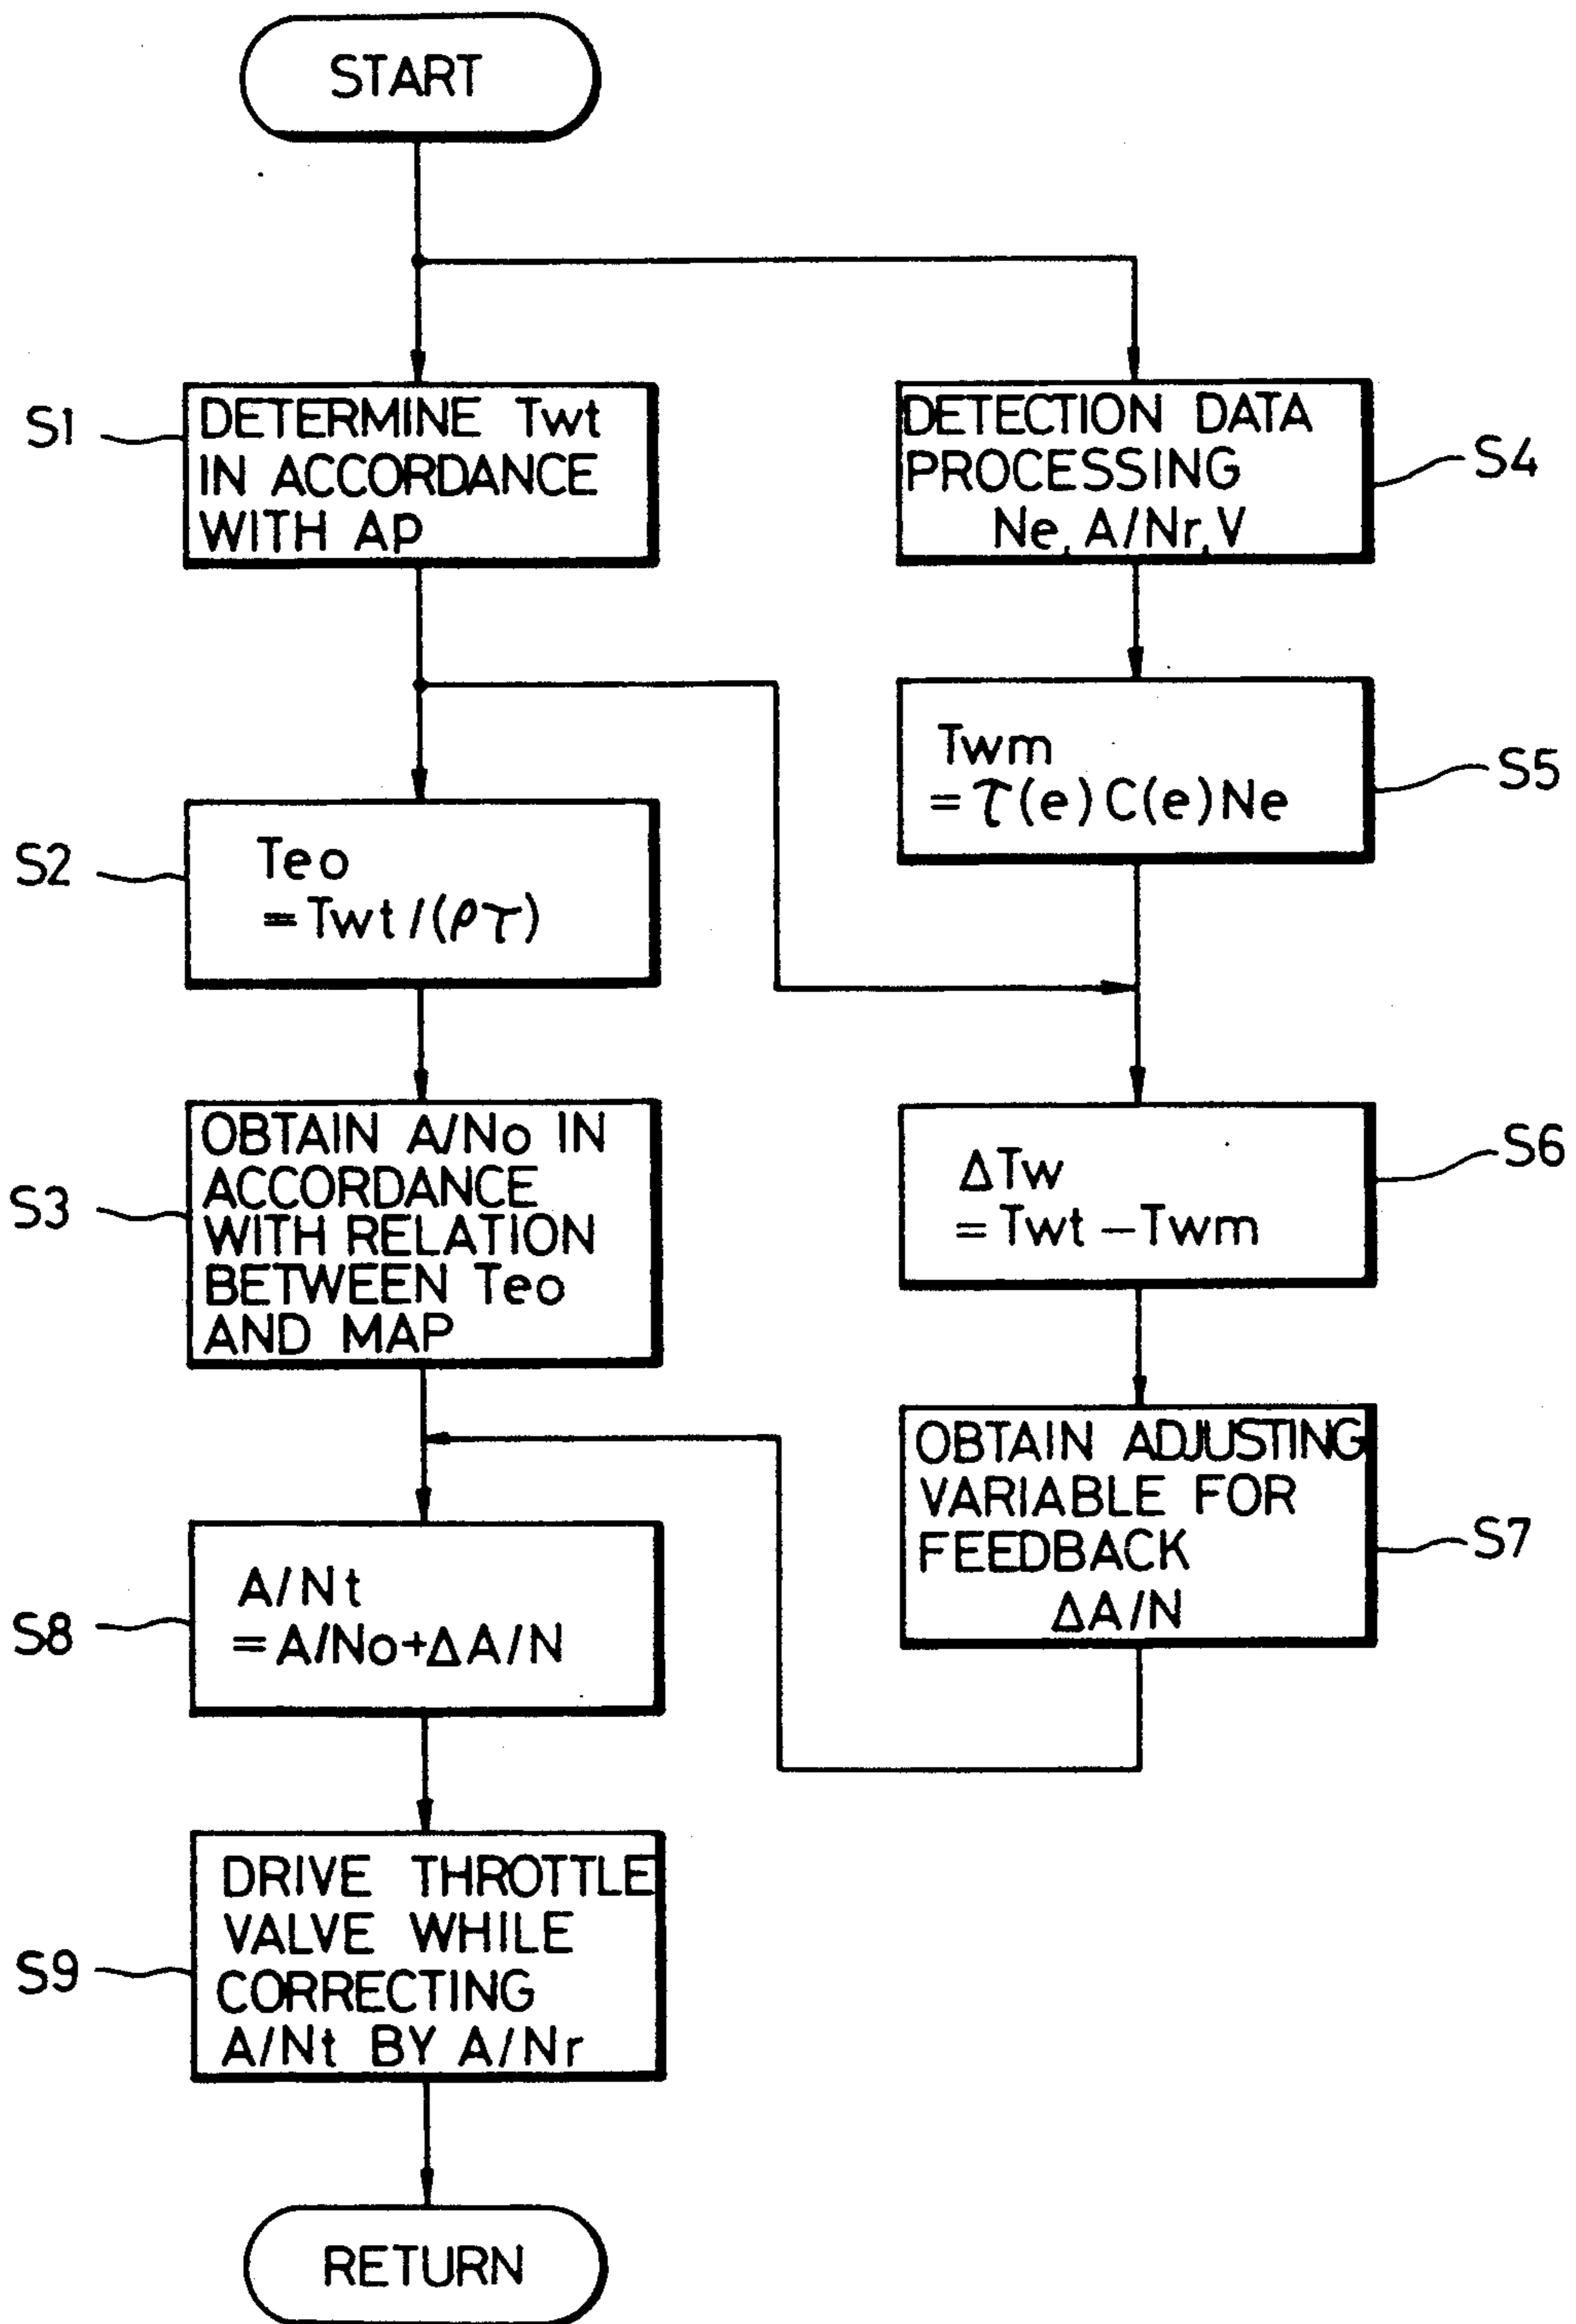 START
S1
DETERMINE Twt
IN ACCORDANCE
WITH Ap
DETECTION DATA
PROCESSING
Ne, A/Nr, V
S4
Twm
= τ(e) C(e) Ne
S5
S2
Teo
= Twt / (ρτ)
S3
OBTAIN A/No IN
ACCORDANCE
WITH RELATION
BETWEEN Teo
AND MAP
ΔTw
= Twt − Twm
S6
OBTAIN ADJUSTING
VARIABLE FOR
FEEDBACK
ΔA/N
S7
S8
A/Nt
= A/No+ΔA/N
S9
DRIVE THROTTLE
VALVE WHILE
CORRECTING
A/Nt BY A/Nr
RETURN